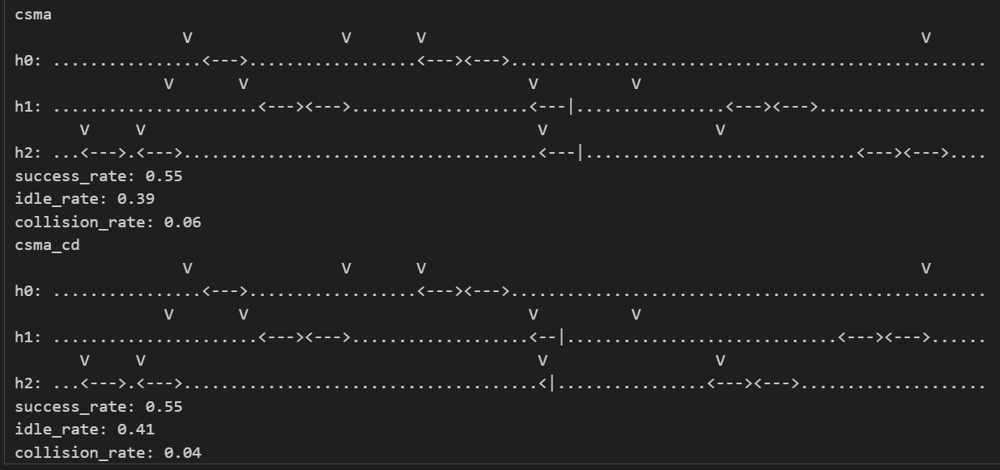 csma
                  V                V       V                                                     V
h0: ................<--->..................<---><--->...................................................
                V       V                              V          V
h1: ......................<---><--->...................<---|................<---><--->..................
       V     V                                          V                  V
h2: ...<--->.<--->......................................<---|.............................<---><--->....
success_rate: 0.55
idle_rate: 0.39
collision_rate: 0.06
csma_cd
                  V                V       V                                                     V
h0: ................<--->..................<---><--->...................................................
                V       V                              V          V
h1: ......................<---><--->...................<--|.............................<---><--->......
       V     V                                          V                  V
h2: ...<--->.<--->......................................<|................<---><--->....................
success_rate: 0.55
idle_rate: 0.41
collision_rate: 0.04